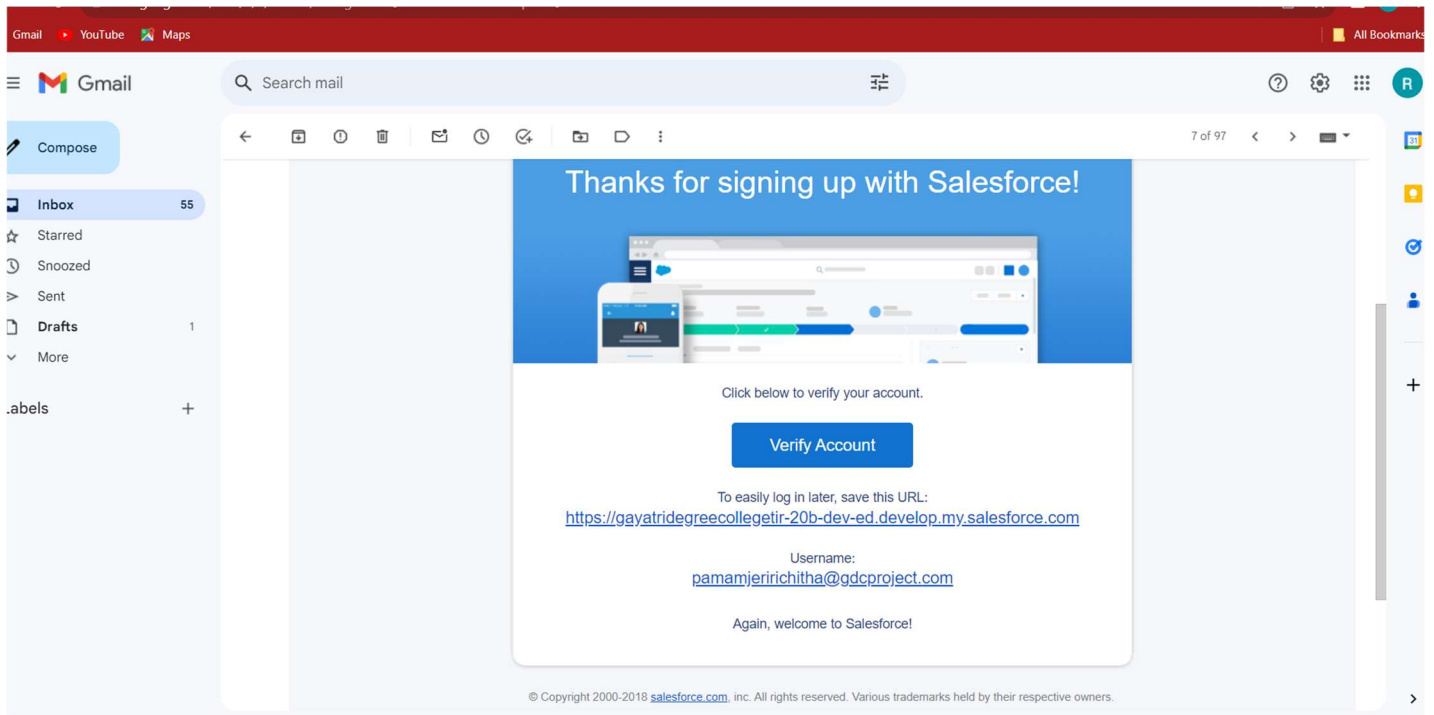 Gmail YouTube Maps All Bookmarks
Gmail
Search mail
R
Compose
7 of 97
31
Inbox 55
Starred
Snoozed
Sent
Drafts 1
More
Labels
Thanks for signing up with Salesforce!
Click below to verify your account.
Verify Account
To easily log in later, save this URL:
https://gayatridegreecollegetir-20b-dev-ed.develop.my.salesforce.com
Username:
pamamjeririchitha@gdcproject.com
Again, welcome to Salesforce!
© Copyright 2000-2018 salesforce.com, inc. All rights reserved. Various trademarks held by their respective owners.